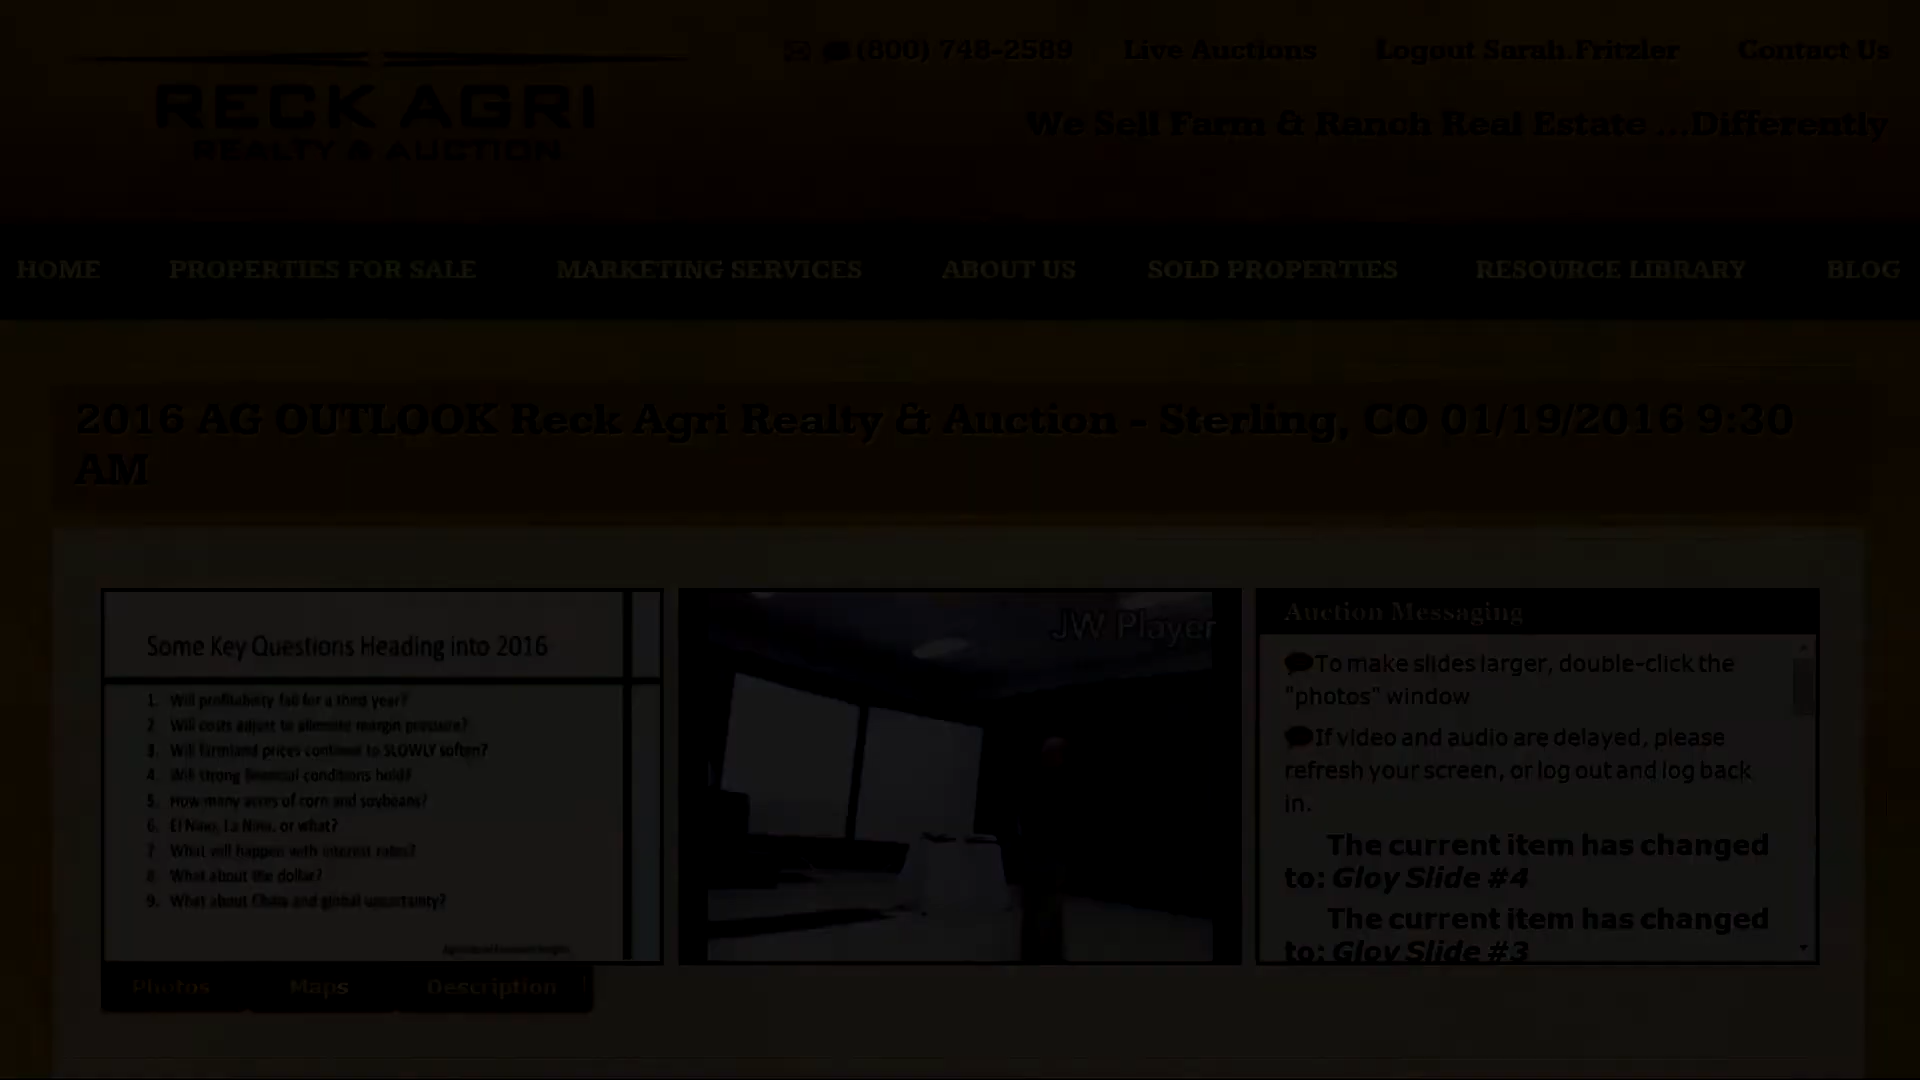 (800) 748-2589 Live Auctions Logout Sarah.Fritzler Contact Us
RECK AGRI
REALTY & AUCTION
We Sell Farm & Ranch Real Estate ...Differently
HOME PROPERTIES FOR SALE MARKETING SERVICES ABOUT US SOLD PROPERTIES RESOURCE LIBRARY BLOG
2016 AG OUTLOOK Reck Agri Realty & Auction - Sterling, CO 01/19/2016 9:30
AM
Some Key Questions Heading into 2016
1. Will profitability fall for a third year?
2. Will costs adjust to alleviate margin pressure?
3. Will farmland prices continue to SLOWLY soften?
4. Will strong financial conditions hold?
5. How many acres of corn and soybeans?
6. El Nino, La Nina, or what?
7. What will happen with interest rates?
8. What about the dollar?
9. What about China and global uncertainty?
Photos Maps Description
JW Player
Auction Messaging
To make slides larger, double-click the
"photos" window
If video and audio are delayed, please
refresh your screen, or log out and log back
in.
The current item has changed
to: Gloy Slide #4
The current item has changed
to: Gloy Slide #3